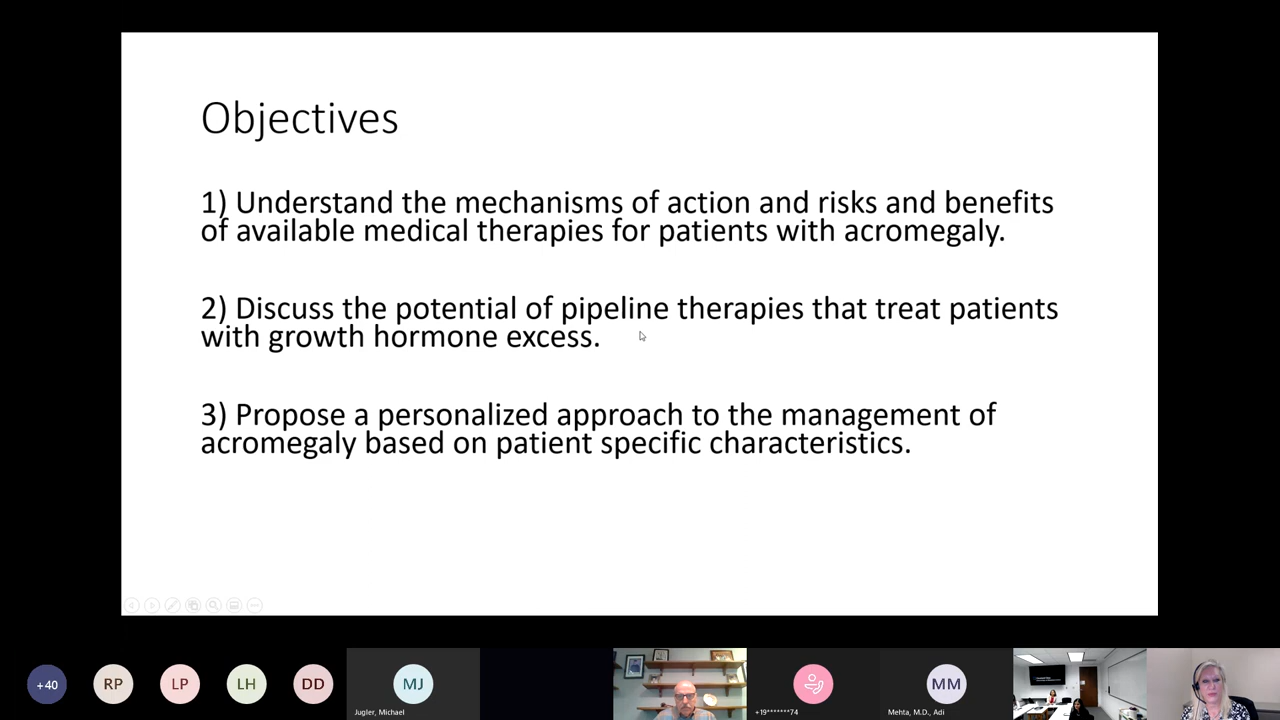 Objectives
1) Understand the mechanisms of action and risks and benefits
of available medical therapies for patients with acromegaly.
2) Discuss the potential of pipeline therapies that treat patients
with growth hormone excess.
3) Propose a personalized approach to the management of
acromegaly based on patient specific characteristics.
+40
RP
LP
LH
DD
MJ
MM
Jugler, Michael
+19*******74
Mehta, M.D., Adi